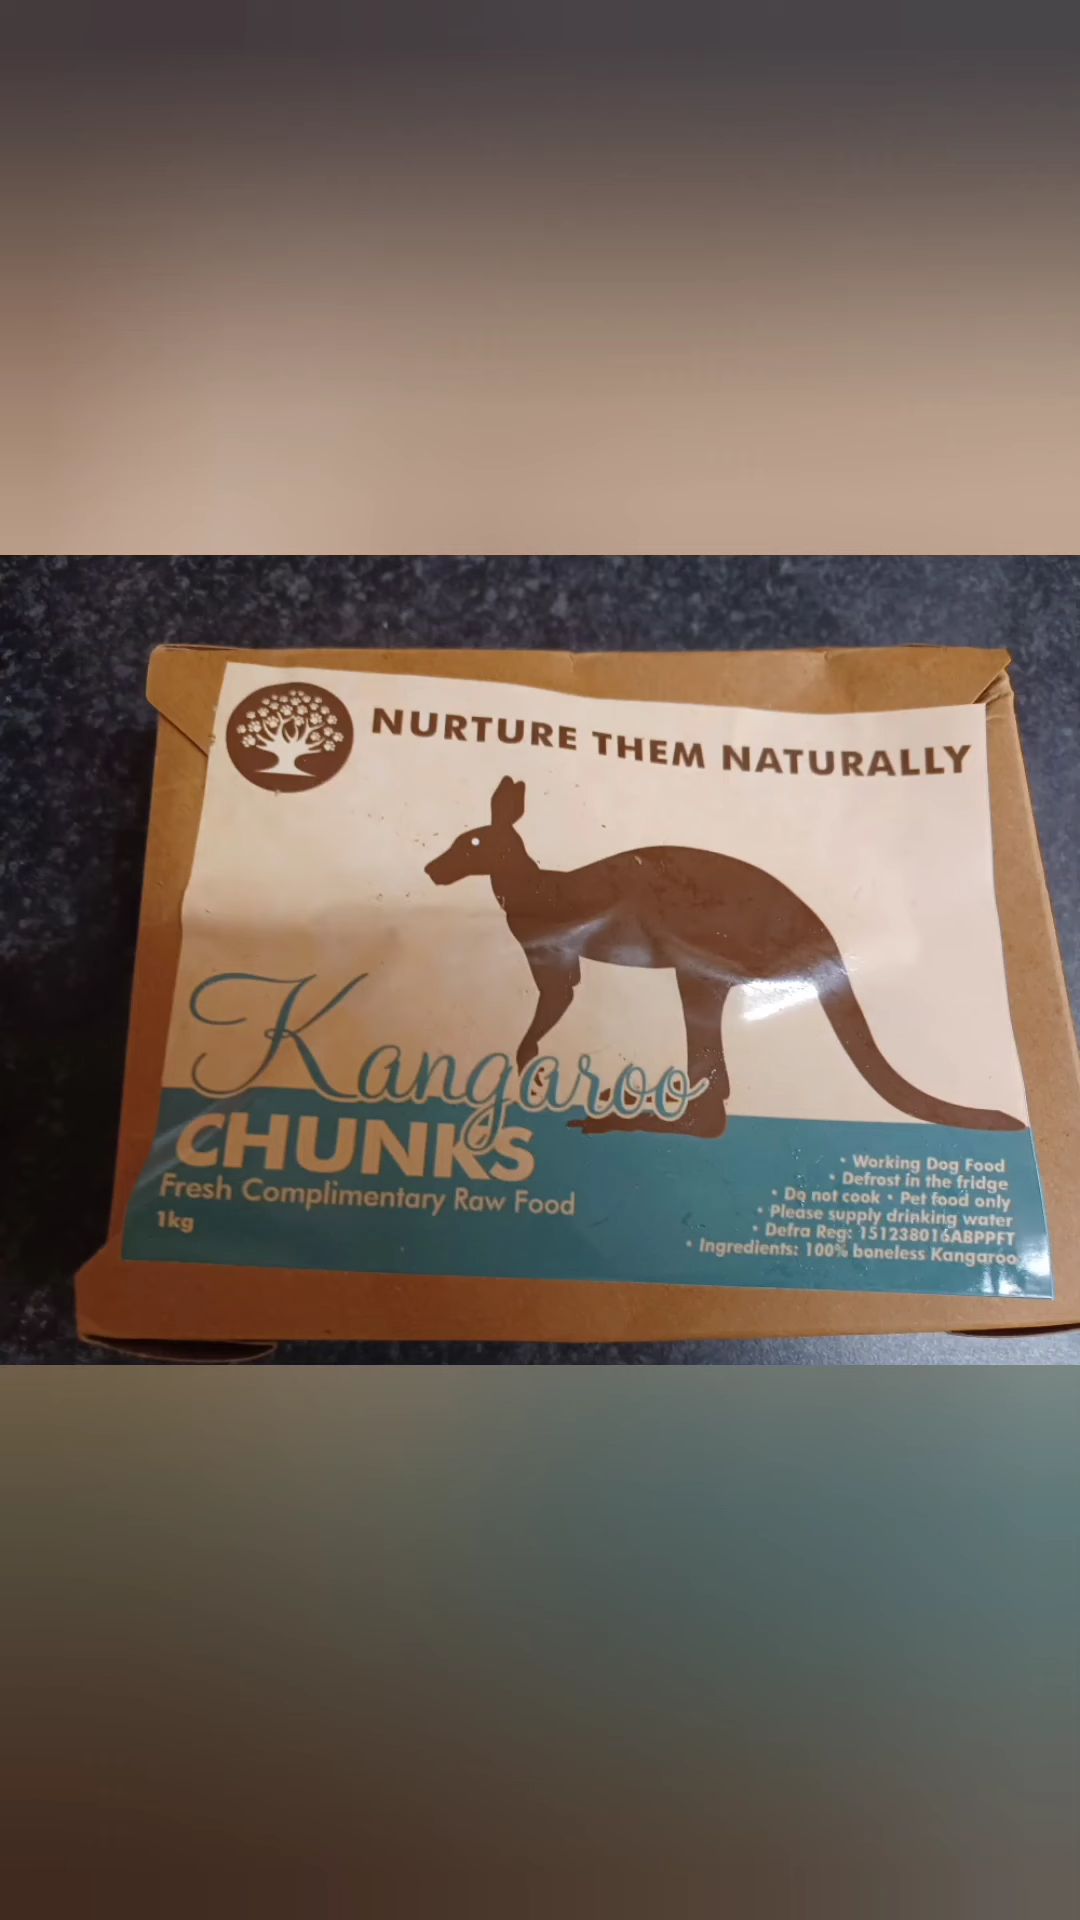 NURTURE THEM NATURALLY
Kangaroo
CHUNKS
Fresh Complimentary Raw Food
1kg
• Working Dog Food
• Defrost in the fridge
• Do not cook • Pet food only
• Please supply drinking water
• Defra Reg: 151238016ABPPFT
• Ingredients: 100% boneless Kangaroo